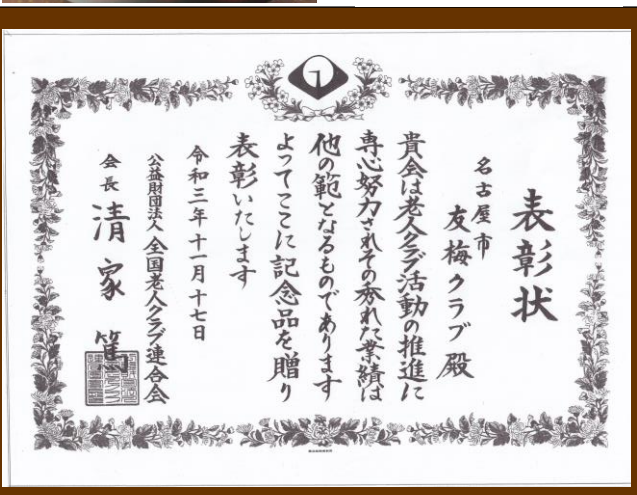 表彰状
名古屋市
友梅クラブ殿
貴会は老人クラブ活動の推進に
専心努力されその秀れた業績は
他の範となるものであります
よってここに記念品を贈り
表彰いたします
令和三年十一月十七日
公益財団法人 全国老人クラブ連合会
会長 清家篤